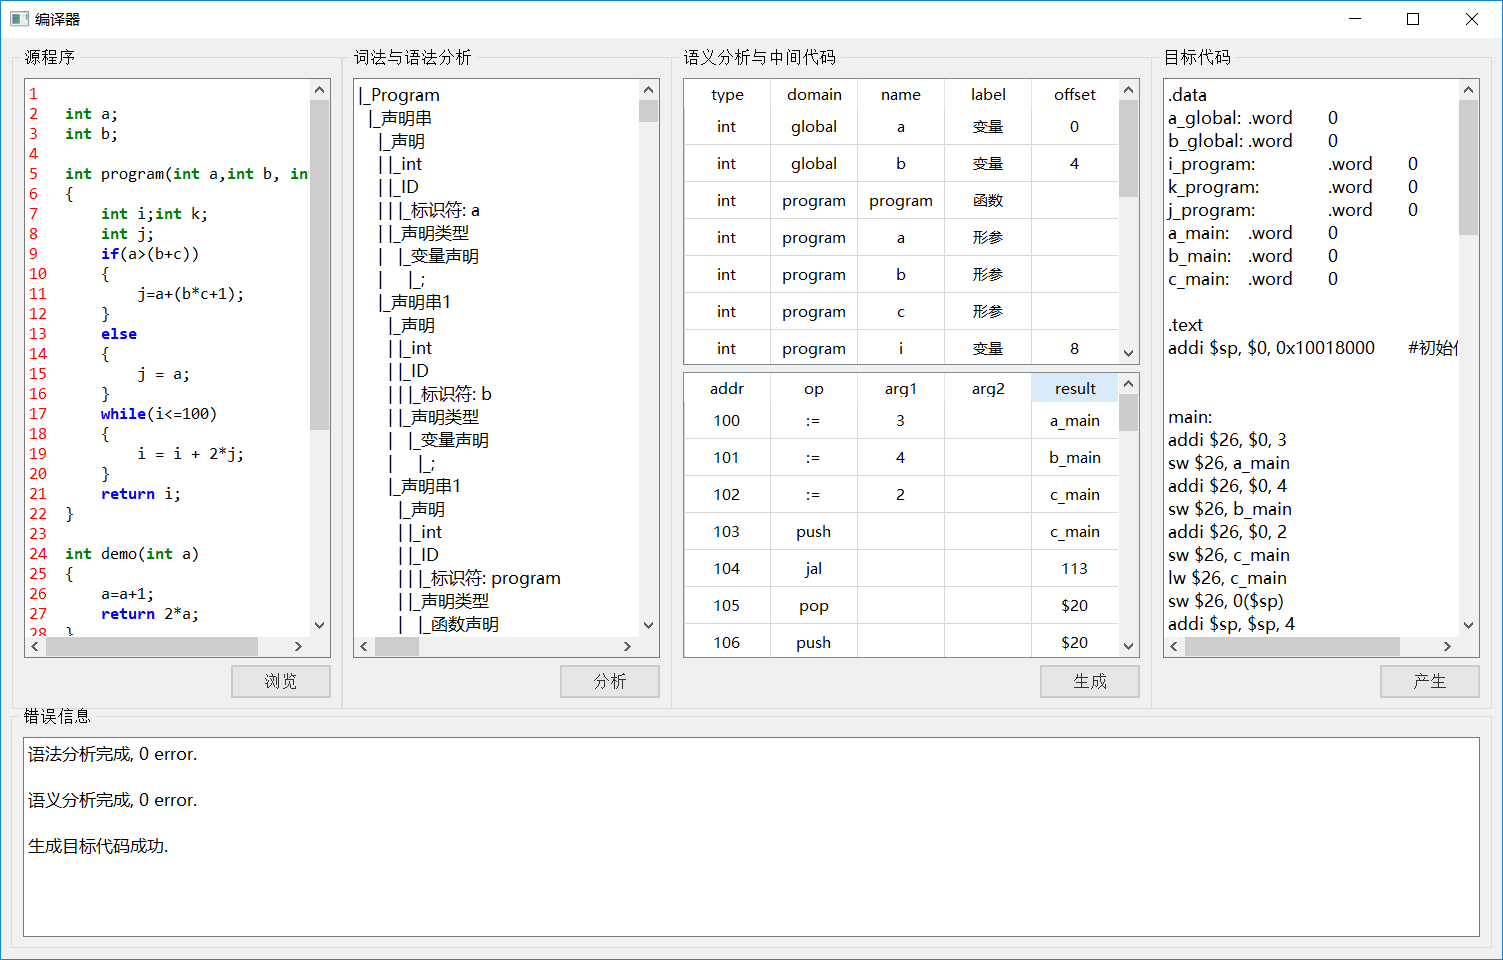 编译器
源程序
1
2 int a;
3 int b;
4
5 int program(int a,int b, in
6 {
7 int i;int k;
8 int j;
9 if(a>(b+c))
10 {
11 j=a+(b*c+1);
12 }
13 else
14 {
15 j = a;
16 }
17 while(i<=100)
18 {
19 i = i + 2*j;
20 }
21 return i;
22 }
23
24 int demo(int a)
25 {
26 a=a+1;
27 return 2*a;
28 }
浏览
词法与语法分析
|_Program
|_声明串
|_声明
| |_int
| |_ID
| | |_标识符: a
| |_声明类型
| |_变量声明
| |_;
|_声明串1
|_声明
| |_int
| |_ID
| | |_标识符: b
| |_声明类型
| |_变量声明
| |_;
|_声明串1
|_声明
| |_int
| |_ID
| | |_标识符: program
| |_声明类型
| |_函数声明
分析
语义分析与中间代码
type domain name label offset
int global a 变量 0
int global b 变量 4
int program program 函数
int program a 形参
int program b 形参
int program c 形参
int program i 变量 8
addr op arg1 arg2 result
100 := 3 a_main
101 := 4 b_main
102 := 2 c_main
103 push c_main
104 jal 113
105 pop $20
106 push $20
生成
目标代码
.data
a_global: .word 0
b_global: .word 0
i_program: .word 0
k_program: .word 0
j_program: .word 0
a_main: .word 0
b_main: .word 0
c_main: .word 0
.text
addi $sp, $0, 0x10018000 #初始
main:
addi $26, $0, 3
sw $26, a_main
addi $26, $0, 4
sw $26, b_main
addi $26, $0, 2
sw $26, c_main
lw $26, c_main
sw $26, 0($sp)
addi $sp, $sp, 4
产生
错误信息
语法分析完成, 0 error.
语义分析完成, 0 error.
生成目标代码成功.